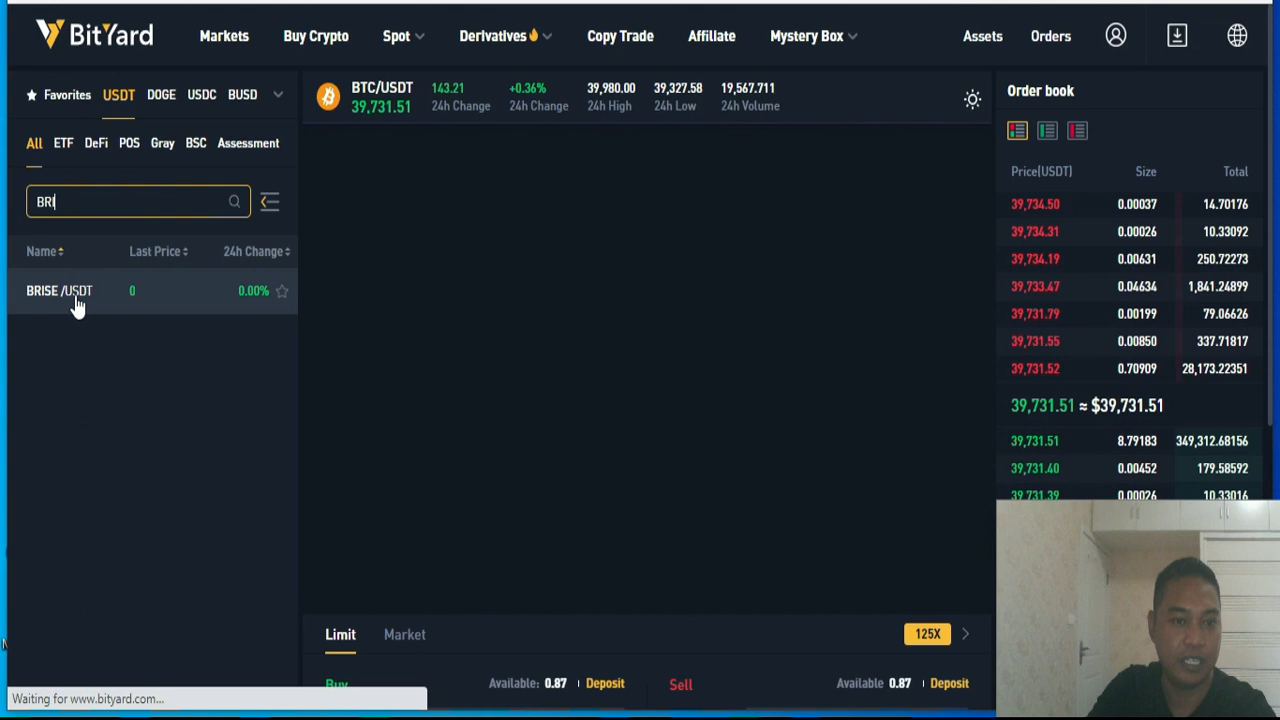 BitYard
Markets Buy Crypto Spot Derivatives Copy Trade Affiliate Mystery Box Assets Orders
Favorites USDT DOGE USDC BUSD
All ETF DeFi POS Gray BSC Assessment
BRI
Name Last Price 24h Change
BRISE /USDT 0 0.00%
BTC/USDT 143.21 +0.36% 39,980.00 39,327.58 19,567.711
39,731.51 24h Change 24h Change 24h High 24h Low 24h Volume
Order book
Price(USDT) Size Total
39,734.50 0.00037 14.70176
39,734.31 0.00026 10.33092
39,734.19 0.00631 250.72273
39,733.47 0.04634 1,841.24899
39,731.79 0.00199 79.06626
39,731.55 0.00850 337.71817
39,731.52 0.70909 28,173.22351
39,731.51 ≈ $39,731.51
39,731.51 8.79183 349,312.68156
39,731.40 0.00452 179.58592
39,731.39 0.00026 10.33016
Limit Market 125X
Buy Available: 0.87 Deposit Sell Available 0.87 Deposit
Waiting for www.bityard.com...